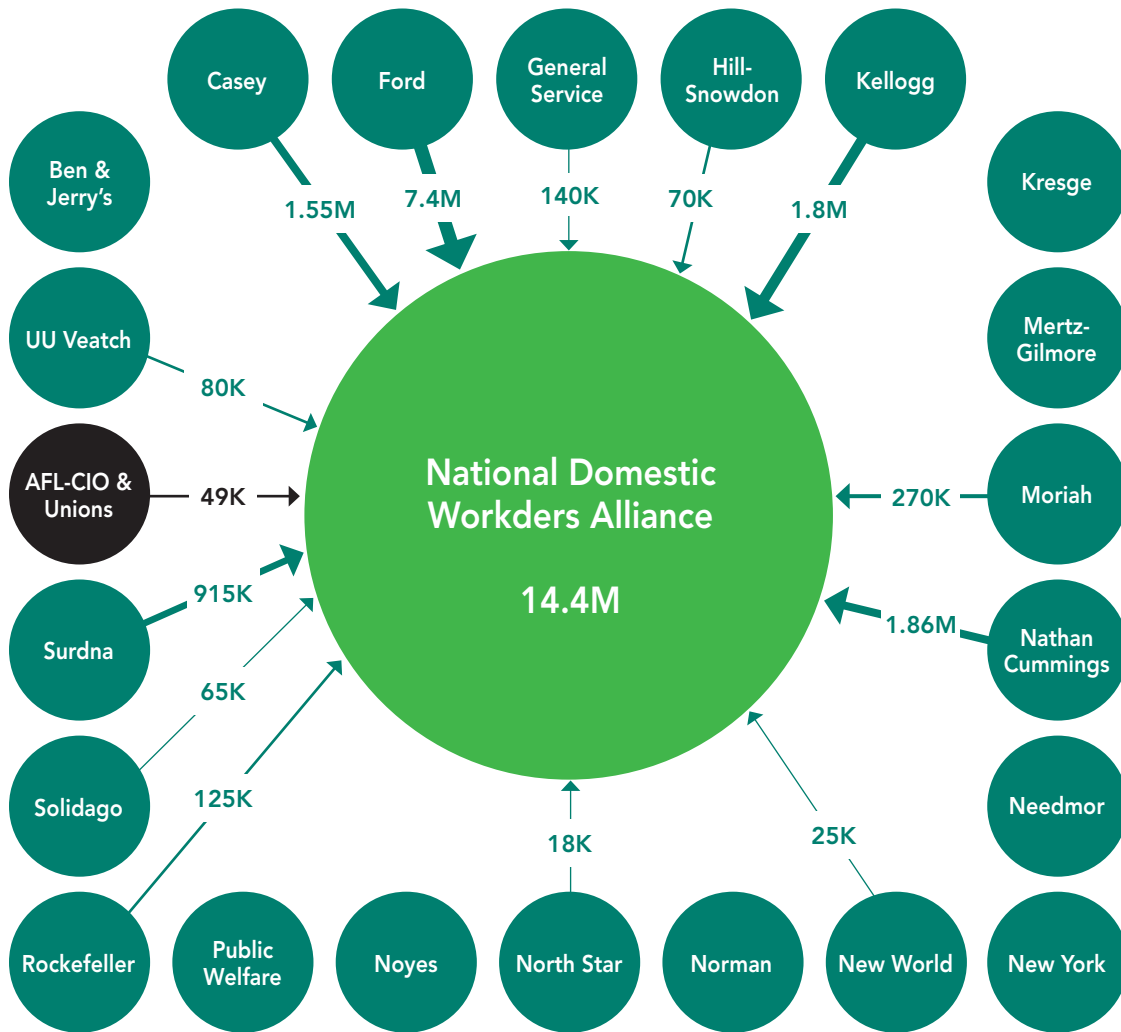 Casey
Ford
General
Service
Hill-
Snowdon
Kellogg
Ben &
Jerry's
Kresge
1.55M
7.4M
140K
70K
1.8M
UU Veatch
Mertz-
Gilmore
80K
AFL-CIO &
Unions
49K
National Domestic
Workders Alliance
14.4M
270K
Moriah
Surdna
915K
1.86M
Nathan
Cummings
65K
Solidago
125K
18K
25K
Needmor
Rockefeller
Public
Welfare
Noyes
North Star
Norman
New World
New York